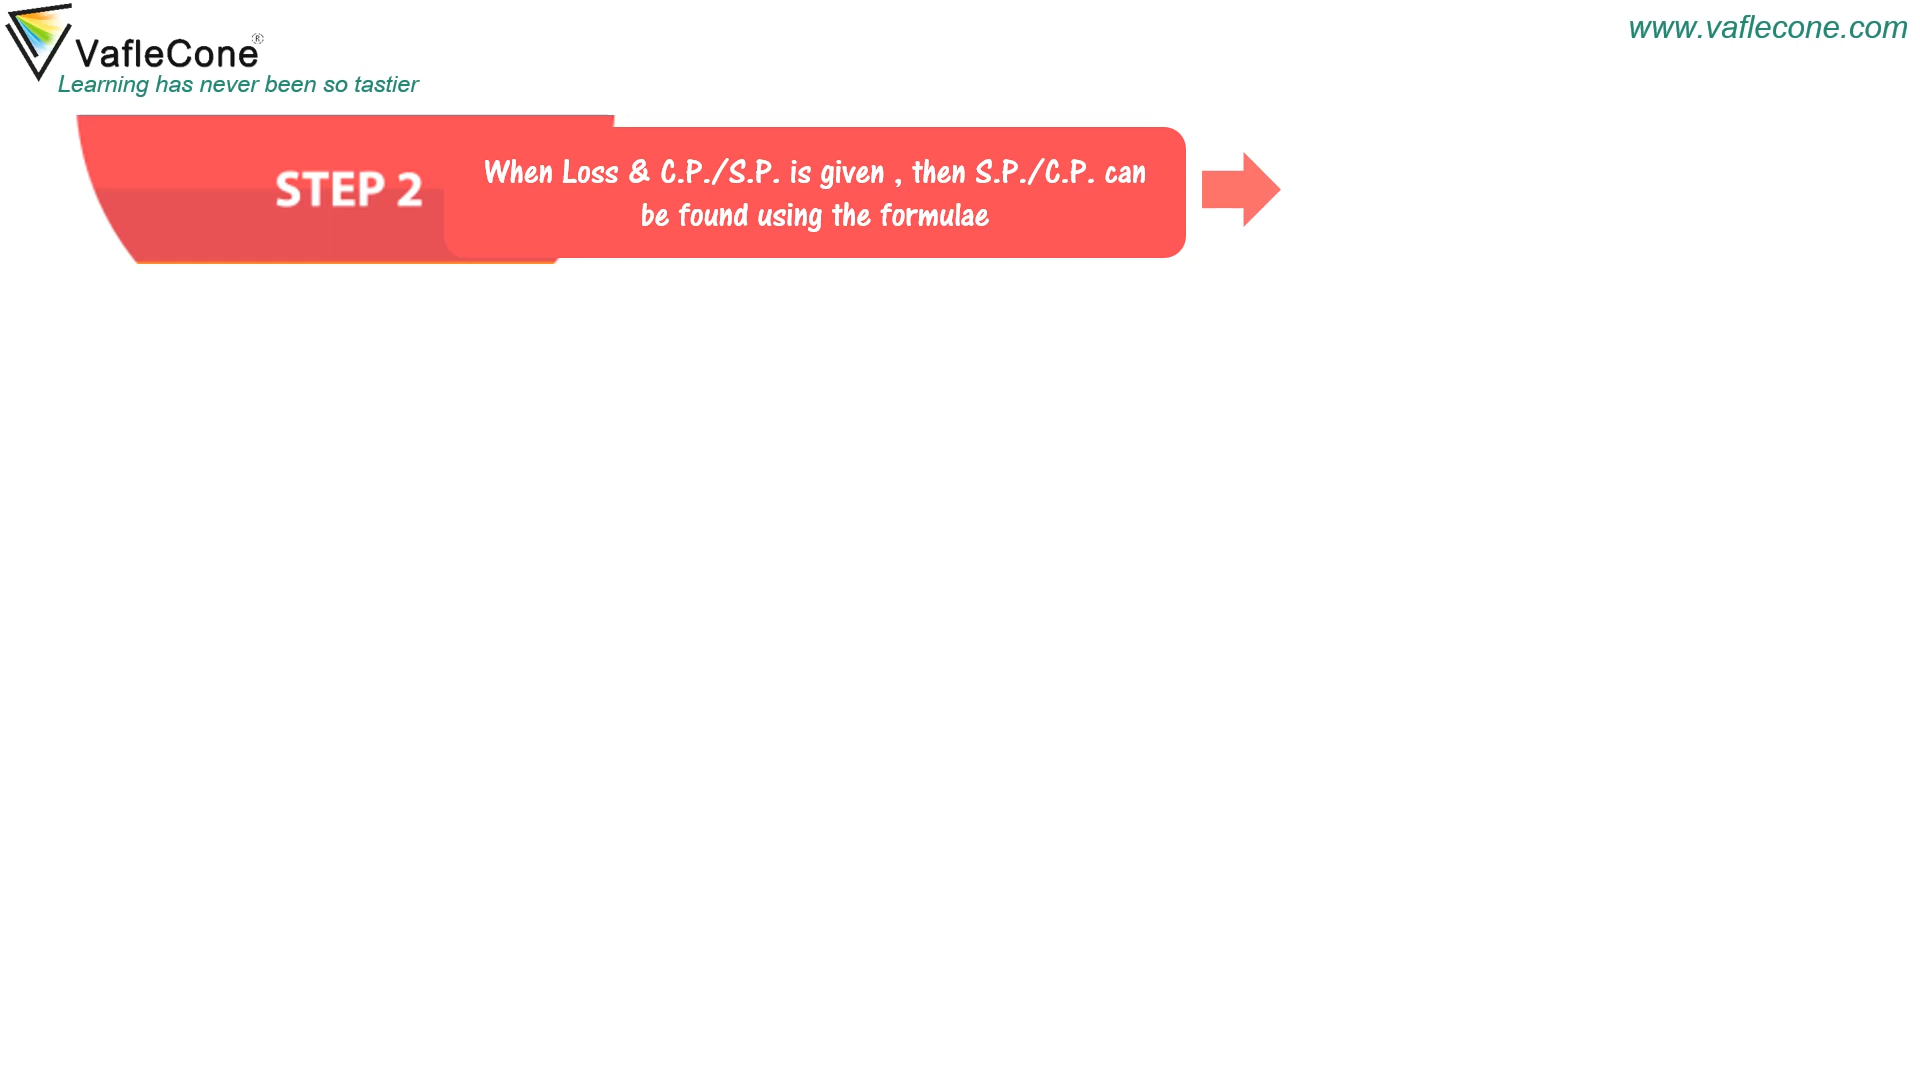 VafleCone®
www.vaflecone.com
Learning has never been so tastier
STEP 2
When Loss & C.P./S.P. is given , then S.P./C.P. can
be found using the formulae